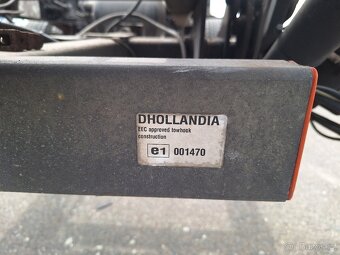 DHOLLANDIA
EEC approved towhook
construction
e1 001470